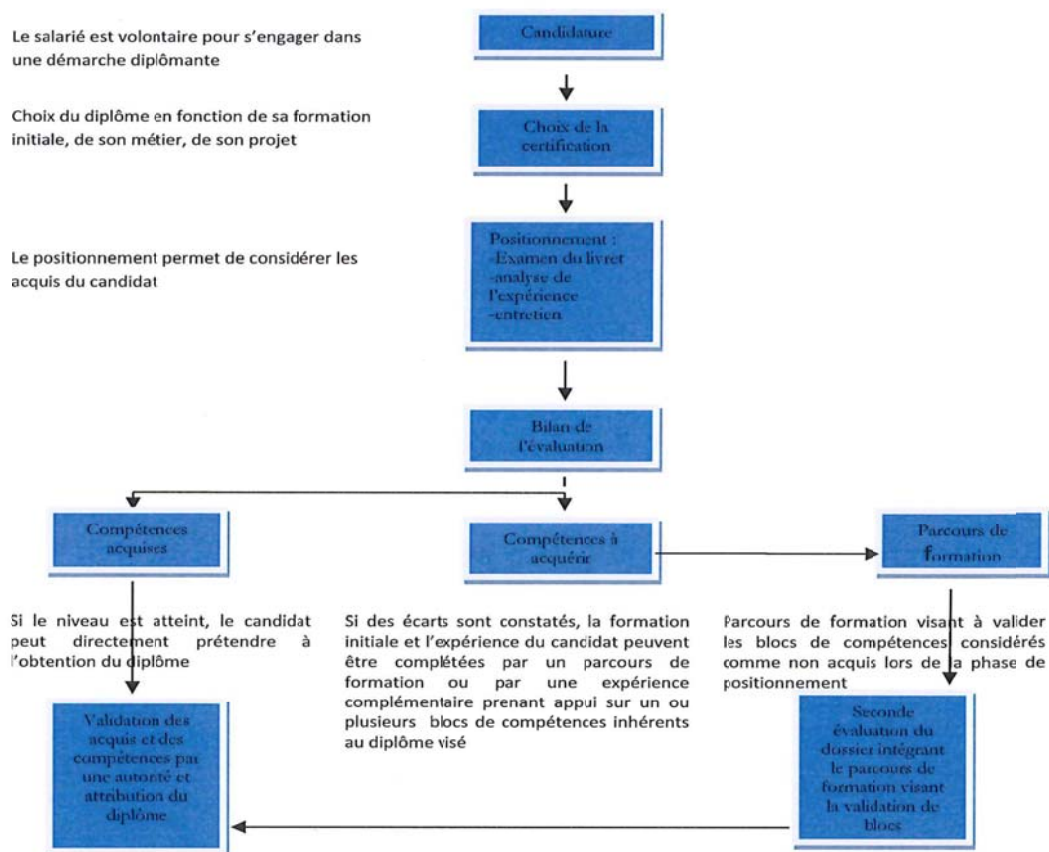 Le salarié est volontaire pour s'engager dans
une démarche diplômante
Candidature
Choix du diplôme en fonction de sa formation
initiale, de son métier, de son projet
Choix de la
certification
Le positionnement permet de considérer les
acquis du candidat
Positionnement :
-Examen du livret
-analyse de
l'expérience
-entretien
Bilan de
l'évaluation
Compétences
acquises
Compétences à
acquérir
Parcours de
formation
Si le niveau est atteint, le candidat
peut directement prétendre à
l'obtention du diplôme
Si des écarts sont constatés, la formation
initiale et l'expérience du candidat peuvent
être complétées par un parcours de
formation ou par une expérience
complémentaire prenant appui sur un ou
plusieurs blocs de compétences inhérents
au diplôme visé
Parcours de formation visant à valider
les blocs de compétences considérés
comme non acquis lors de la phase de
positionnement
Validation des
acquis et des
compétences par
une autorité et
attribution du
diplôme
Seconde
évaluation du
dossier intégrant
le parcours de
formation visant
la validation de
blocs